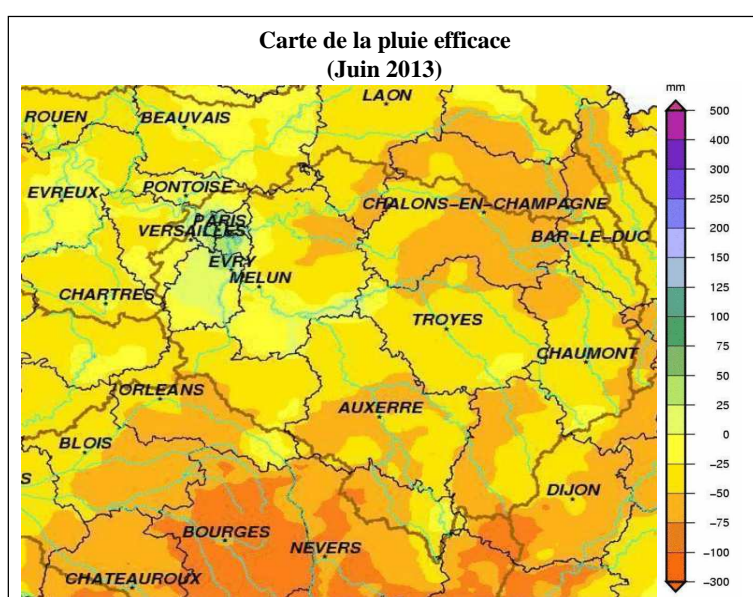 Carte de la pluie efficace
(Juin 2013)
mm
LAON
ROUEN
BEAUVAIS
EVREUX
PONTOISE
CHALONS-EN-CHAMPAGNE
PARIS
VERSAILLES
BAR-LE-DUC
EVRY
MELUN
CHARTRES
TROYES
CHAUMONT
ORLEANS
AUXERRE
BLOIS
S
DIJON
BOURGES
NEVERS
CHATEAUROUX
500
400
300
250
200
150
125
100
75
50
25
0
-25
-50
-75
-100
-300